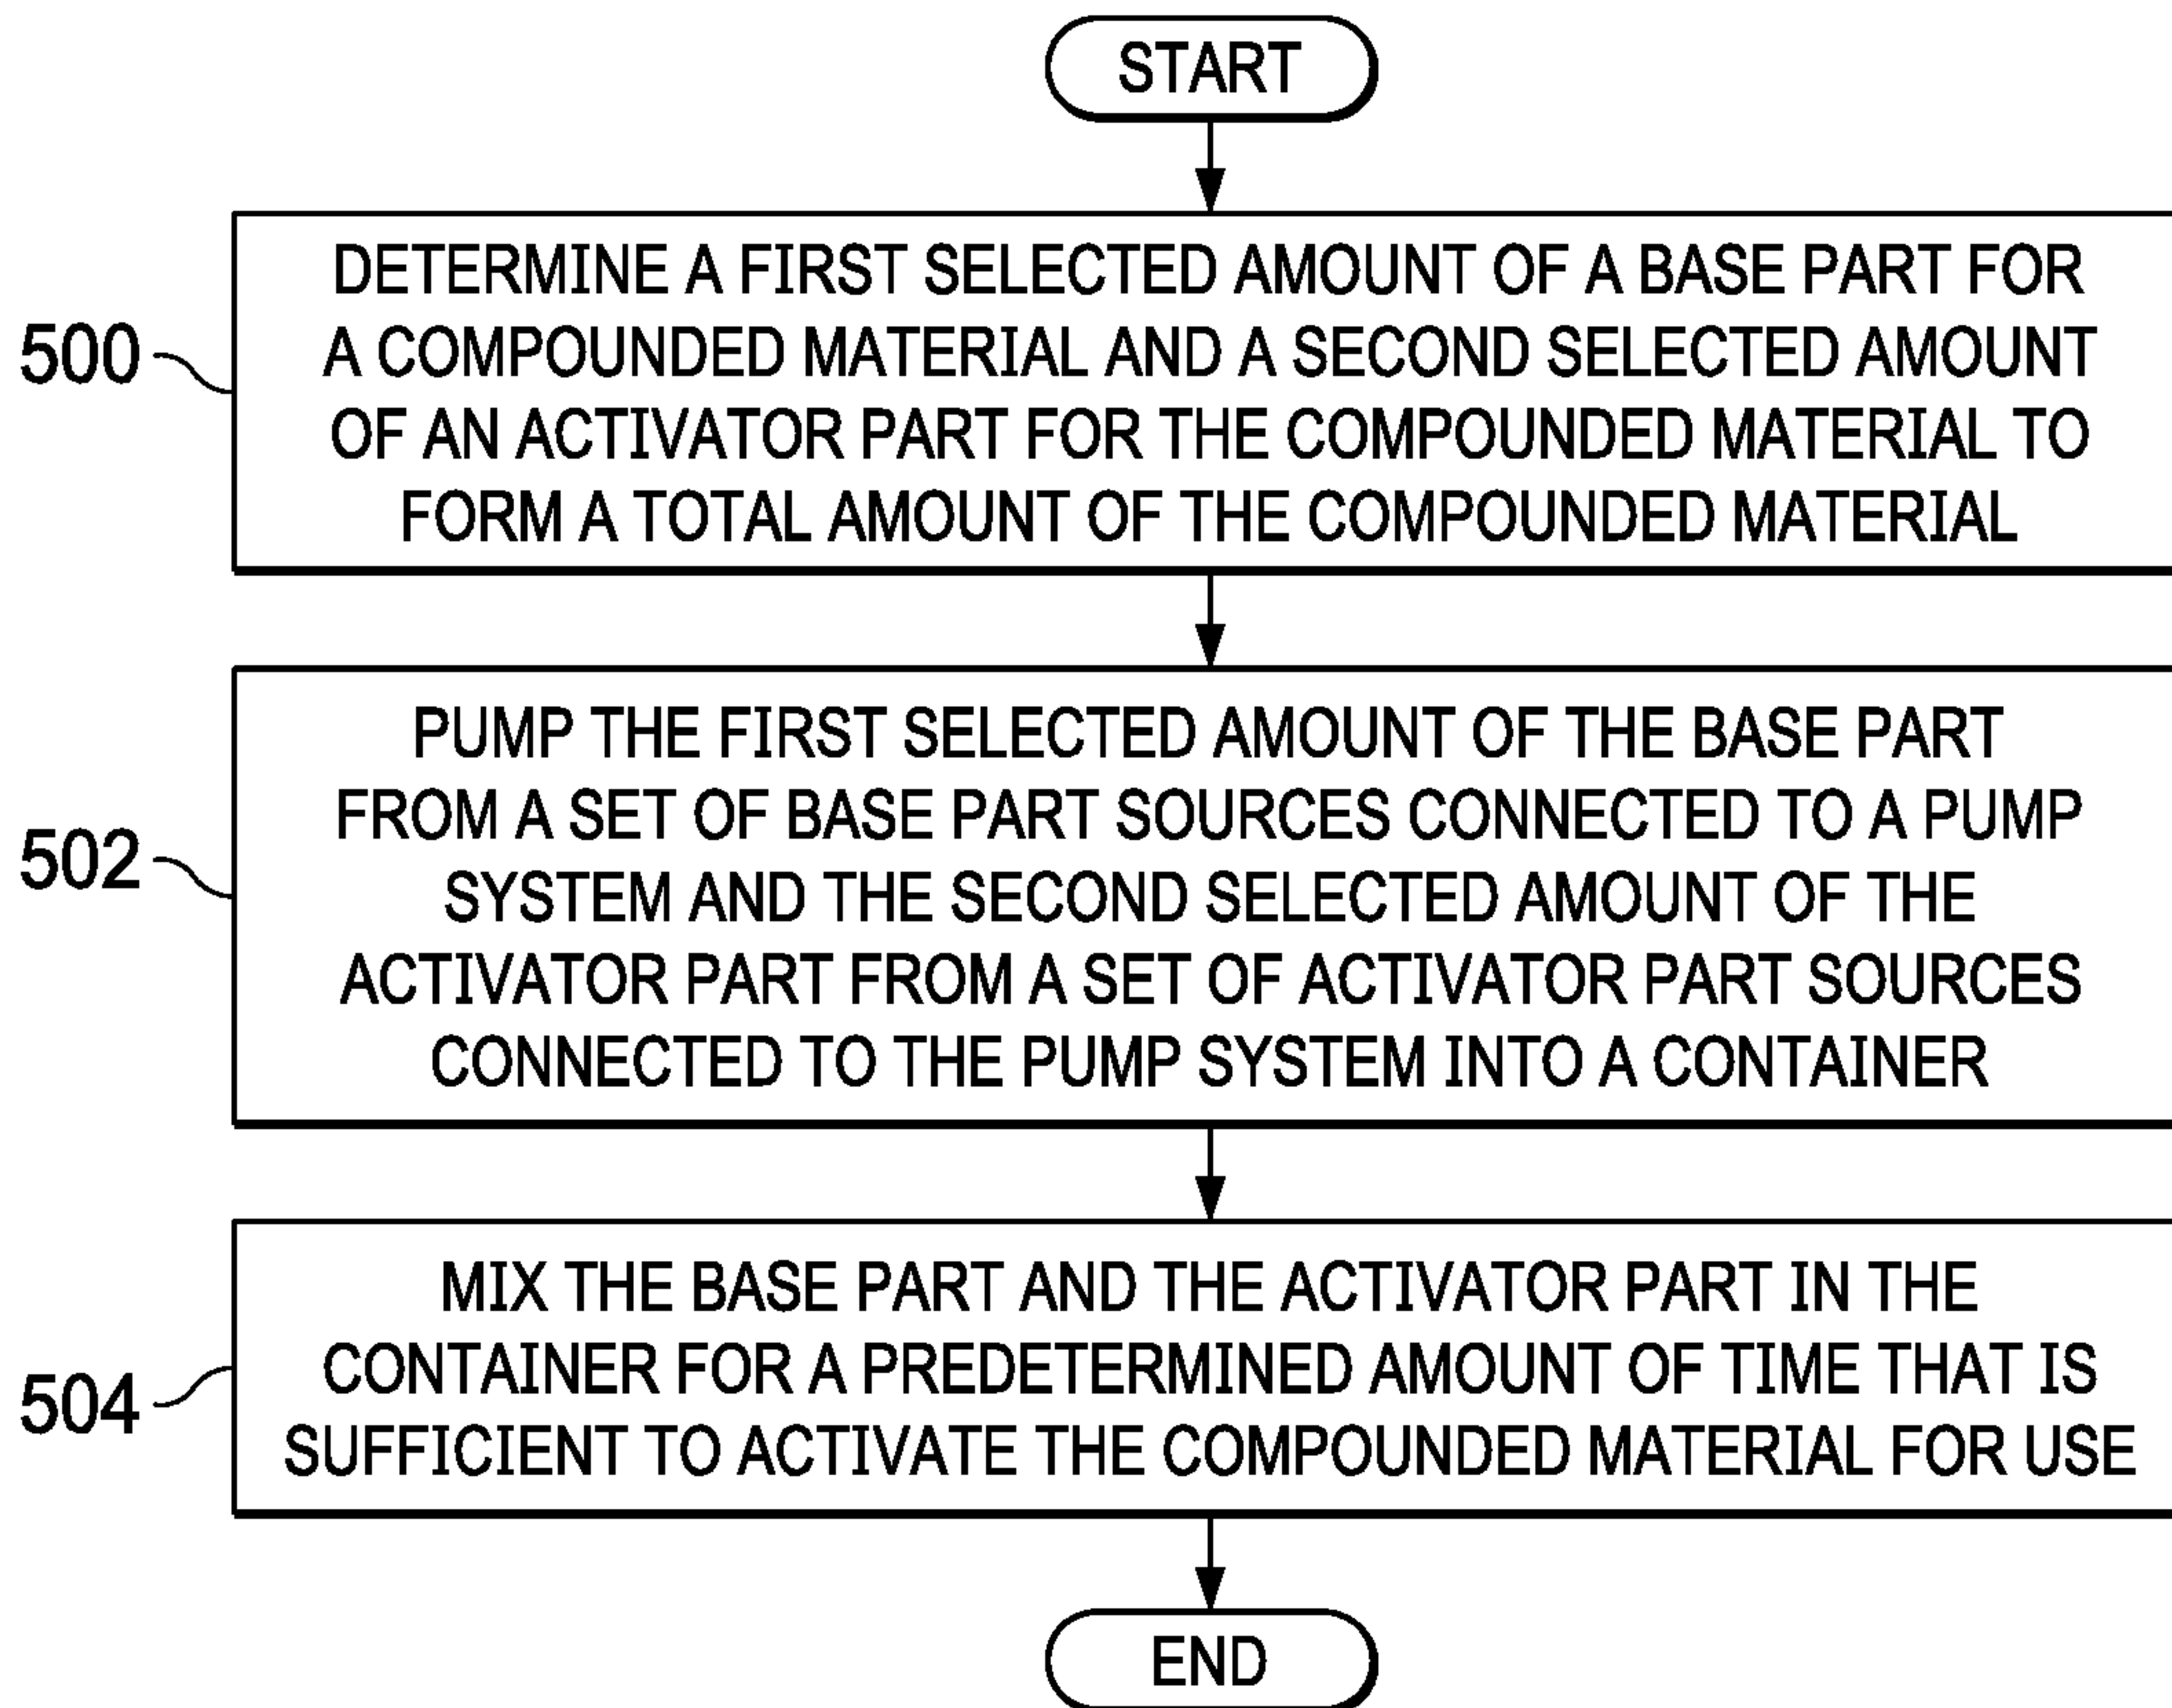 START
500
DETERMINE A FIRST SELECTED AMOUNT OF A BASE PART FOR
A COMPOUNDED MATERIAL AND A SECOND SELECTED AMOUNT
OF AN ACTIVATOR PART FOR THE COMPOUNDED MATERIAL TO
FORM A TOTAL AMOUNT OF THE COMPOUNDED MATERIAL
502
PUMP THE FIRST SELECTED AMOUNT OF THE BASE PART
FROM A SET OF BASE PART SOURCES CONNECTED TO A PUMP
SYSTEM AND THE SECOND SELECTED AMOUNT OF THE
ACTIVATOR PART FROM A SET OF ACTIVATOR PART SOURCES
CONNECTED TO THE PUMP SYSTEM INTO A CONTAINER
504
MIX THE BASE PART AND THE ACTIVATOR PART IN THE
CONTAINER FOR A PREDETERMINED AMOUNT OF TIME THAT IS
SUFFICIENT TO ACTIVATE THE COMPOUNDED MATERIAL FOR USE
END